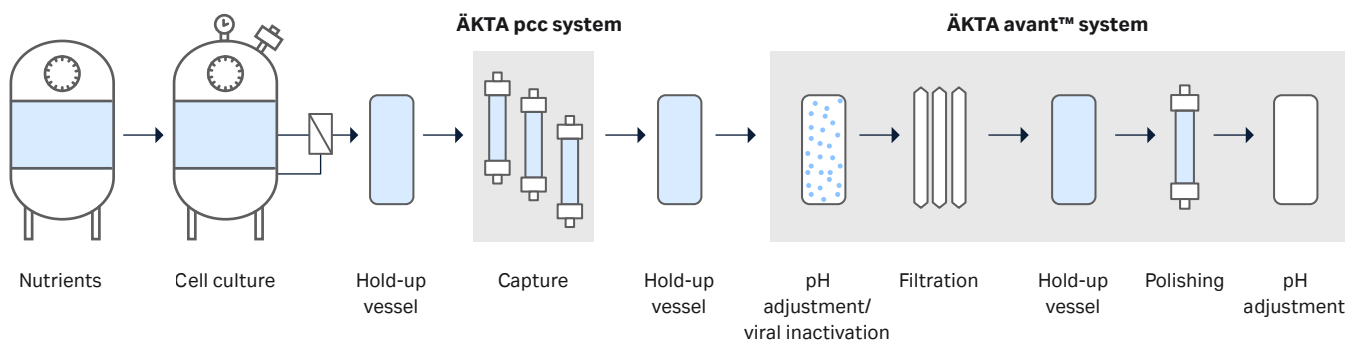 ÄKTA pcc system
ÄKTA avant™ system
Nutrients
Cell culture
Hold-up
vessel
Capture
Hold-up
vessel
pH
adjustment/
viral inactivation
Filtration
Hold-up
vessel
Polishing
pH
adjustment